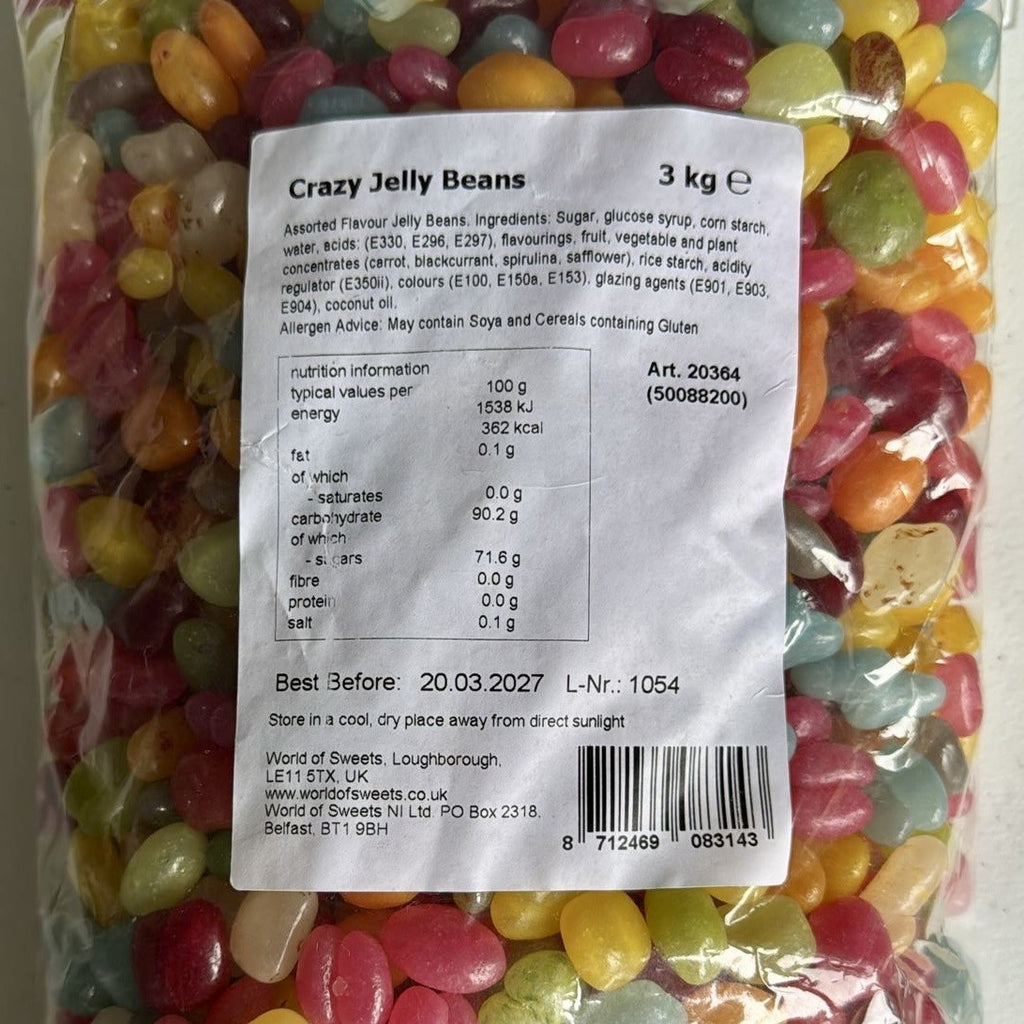 Crazy Jelly Beans 3 kg ℮
Assorted Flavour Jelly Beans. Ingredients: Sugar, glucose syrup, corn starch,
water, acids: (E330, E296, E297), flavourings, fruit, vegetable and plant
concentrates (carrot, blackcurrant, spirulina, safflower), rice starch, acidity
regulator (E350ii), colours (E100, E150a, E153), glazing agents (E901, E903,
E904), coconut oil.
Allergen Advice: May contain Soya and Cereals containing Gluten
nutrition information
typical values per 100 g
energy 1538 kJ
362 kcal
fat 0.1 g
of which
- saturates 0.0 g
carbohydrate 90.2 g
of which
- sugars 71.6 g
fibre 0.0 g
protein 0.0 g
salt 0.1 g
Art. 20364
(50088200)
Best Before: 20.03.2027 L-Nr.: 1054
Store in a cool, dry place away from direct sunlight
World of Sweets, Loughborough,
LE11 5TX, UK
www.worldofsweets.co.uk
World of Sweets NI Ltd. PO Box 2318.
Belfast, BT1 9BH
8 712469 083143